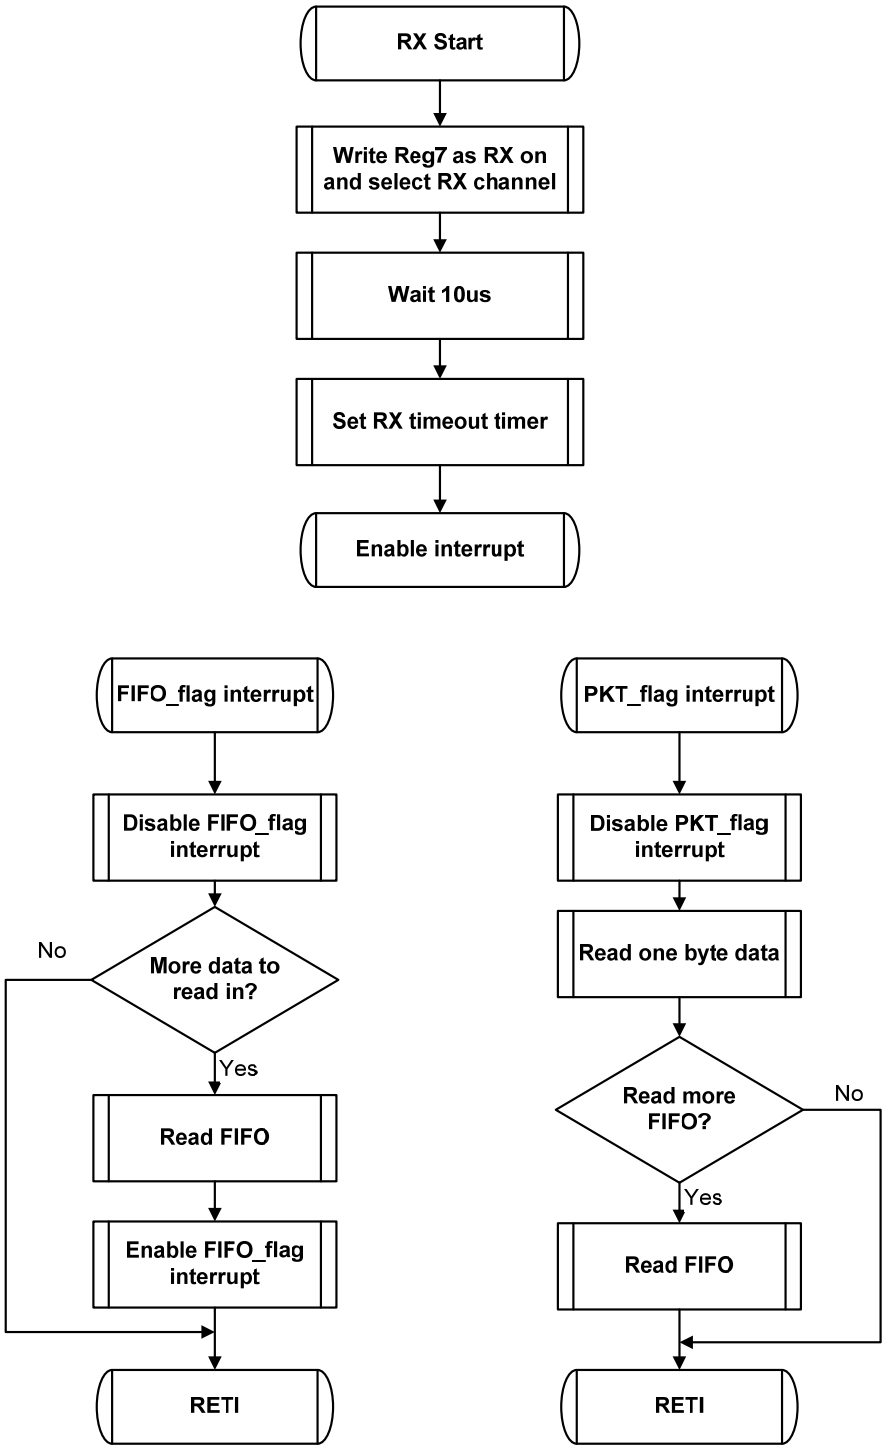 RX Start
Write Reg7 as RX on
and select RX channel
Wait 10us
Set RX timeout timer
Enable interrupt
FIFO_flag interrupt
Disable FIFO_flag
interrupt
No
More data to
read in?
Yes
Read FIFO
Enable FIFO_flag
interrupt
RETI
PKT_flag interrupt
Disable PKT_flag
interrupt
Read one byte data
Read more
FIFO?
No
Yes
Read FIFO
RETI